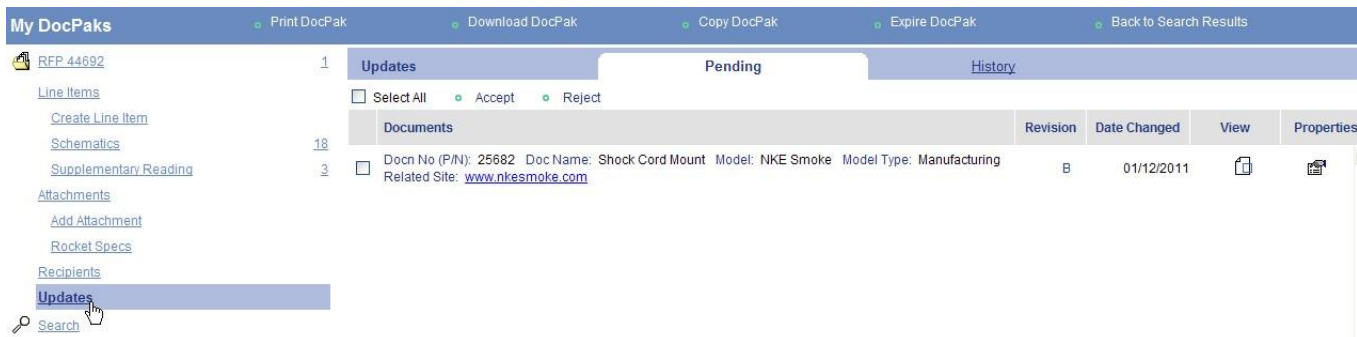 My DocPaks Print DocPak Download DocPak Copy DocPak Expire DocPak Back to Search Results
RFP 44692 1
Line Items
Create Line Item
Schematics 18
Supplementary Reading 3
Attachments
Add Attachment
Rocket Specs
Recipients
Updates
Search
Updates Pending History
Select All Accept Reject
Documents Revision Date Changed View Properties
Docn No (P/N): 25682 Doc Name: Shock Cord Mount Model: NKE Smoke Model Type: Manufacturing
Related Site: www.nkesmoke.com B 01/12/2011